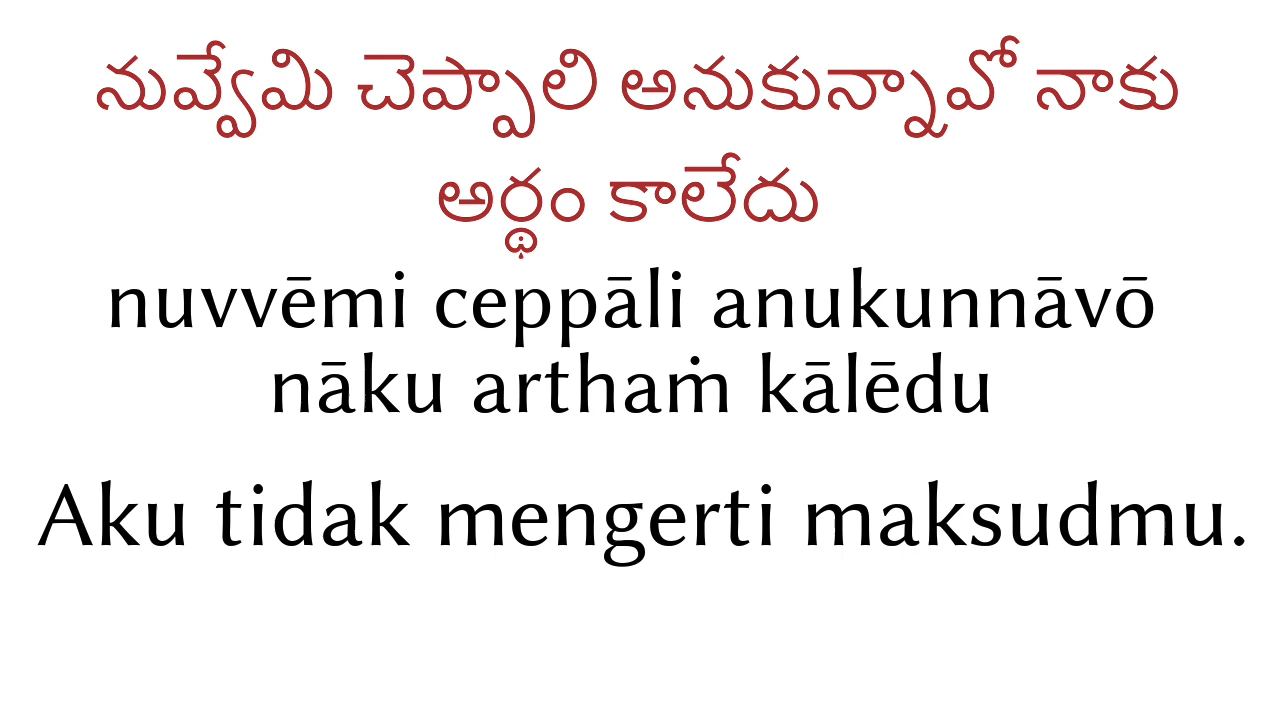 నువ్వేమి చెప్పాలి అనుకున్నావో నాకు
అర్థం కాలేదు
nuvvēmi ceppāli anukunnāvō
nāku arthaṁ kālēdu
Aku tidak mengerti maksudmu.